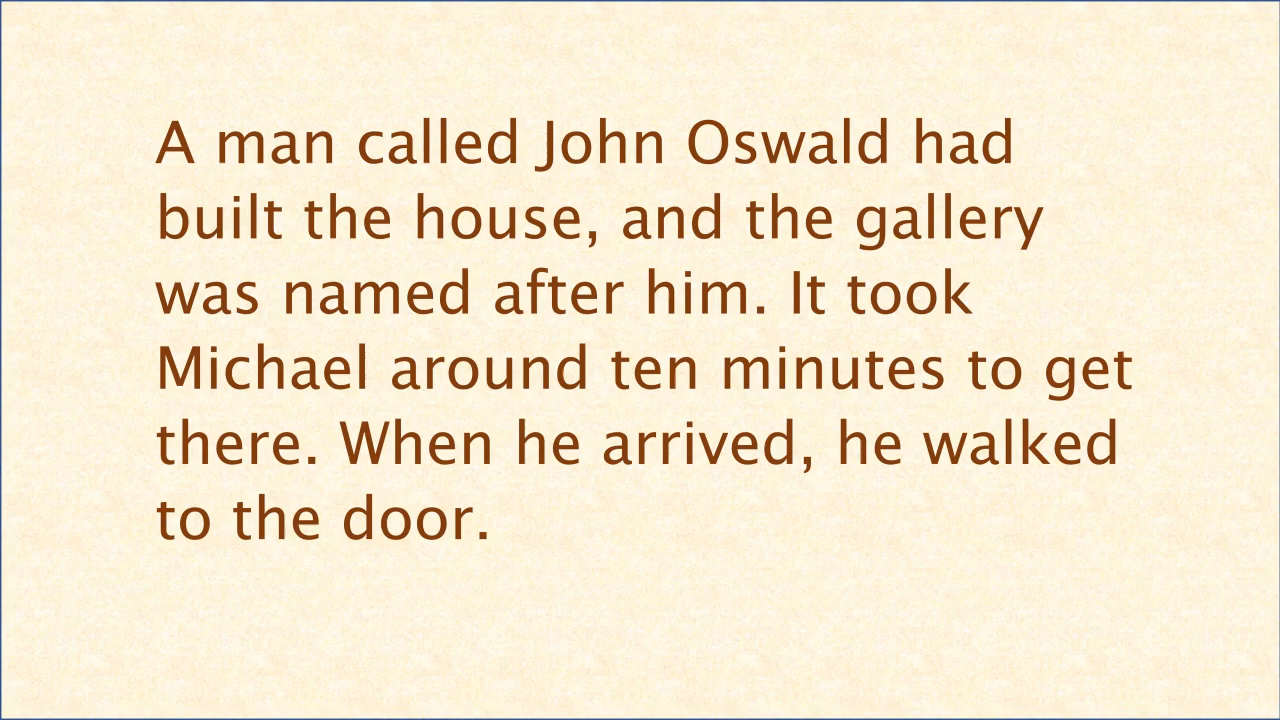 A man called John Oswald had
built the house, and the gallery
was named after him. It took
Michael around ten minutes to get
there. When he arrived, he walked
to the door.